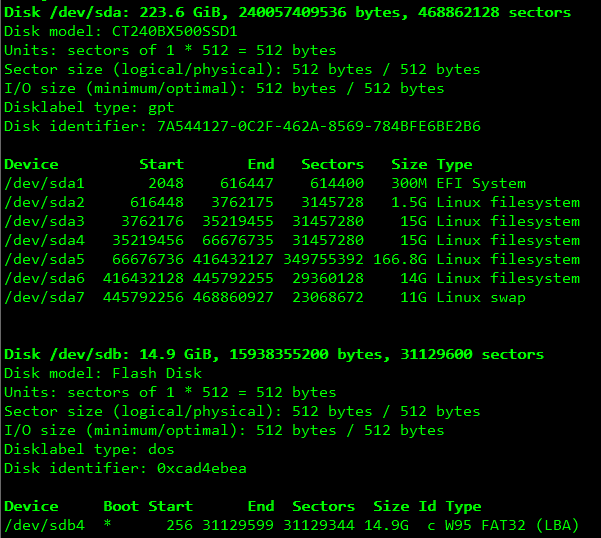 Disk /dev/sda: 223.6 GiB, 240057409536 bytes, 468862128 sectors
Disk model: CT240BX500SSD1
Units: sectors of 1 * 512 = 512 bytes
Sector size (logical/physical): 512 bytes / 512 bytes
I/O size (minimum/optimal): 512 bytes / 512 bytes
Disklabel type: gpt
Disk identifier: 7A544127-0C2F-462A-8569-784BFE6BE2B6
Device Start End Sectors Size Type
/dev/sda1 2048 616447 614400 300M EFI System
/dev/sda2 616448 3762175 3145728 1.5G Linux filesystem
/dev/sda3 3762176 35219455 31457280 15G Linux filesystem
/dev/sda4 35219456 66676735 31457280 15G Linux filesystem
/dev/sda5 66676736 416432127 349755392 166.8G Linux filesystem
/dev/sda6 416432128 445792255 29360128 14G Linux filesystem
/dev/sda7 445792256 468860927 23068672 11G Linux swap
Disk /dev/sdb: 14.9 GiB, 15938355200 bytes, 31129600 sectors
Disk model: Flash Disk
Units: sectors of 1 * 512 = 512 bytes
Sector size (logical/physical): 512 bytes / 512 bytes
I/O size (minimum/optimal): 512 bytes / 512 bytes
Disklabel type: dos
Disk identifier: 0xcad4ebea
Device Boot Start End Sectors Size Id Type
/dev/sdb4 * 256 31129599 31129344 14.9G c W95 FAT32 (LBA)